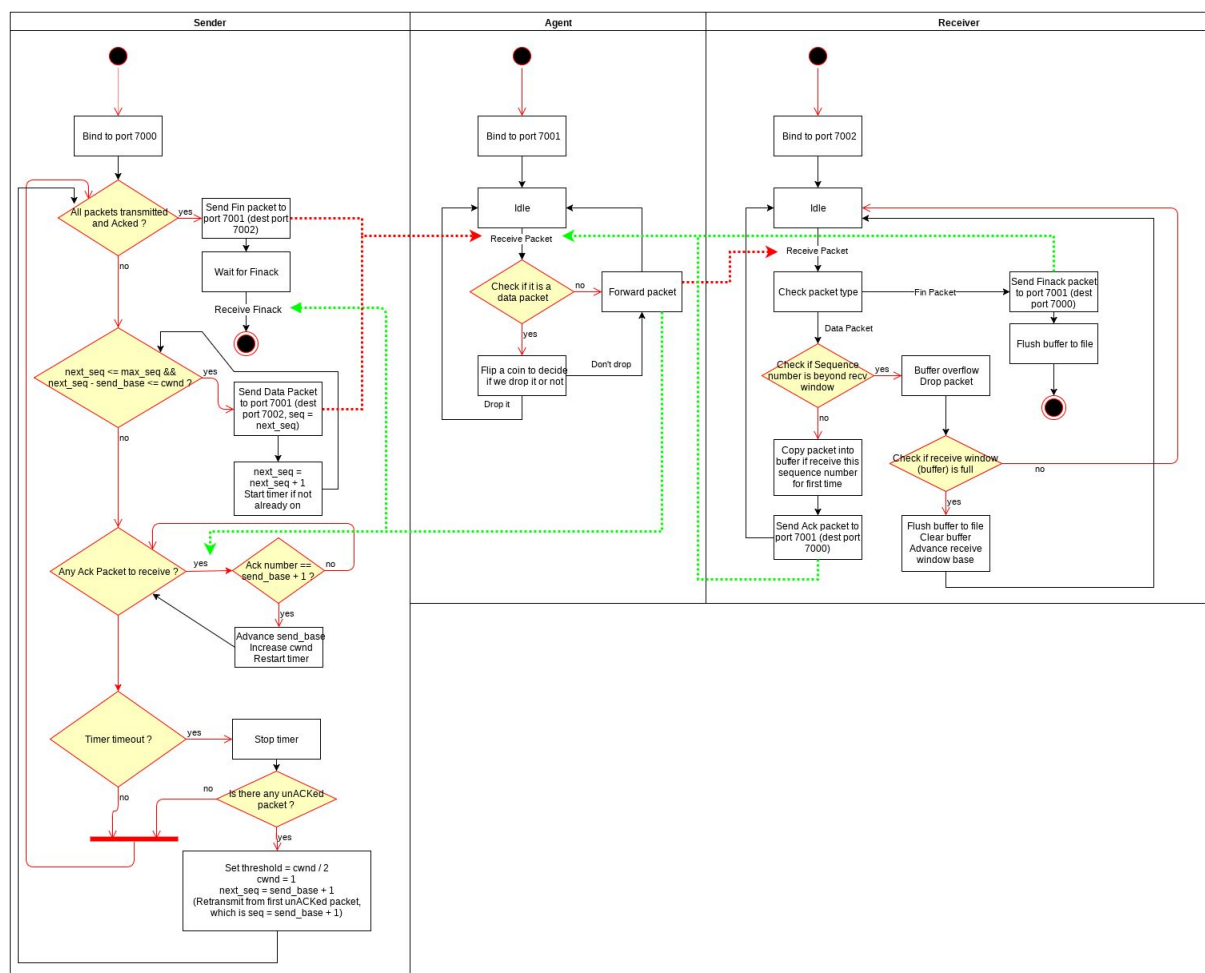 Sender
Agent
Receiver
Bind to port 7000
All packets transmitted
and Acked ?
yes
Send Fin packet to
port 7001 (dest port
7002)
Wait for Finack
Receive Finack
no
next_seq <= max_seq &&
next_seq - send_base <= cwnd ?
yes
Send Data Packet
to port 7001 (dest
port 7002, seq =
next_seq)
next_seq =
next_seq + 1
Start timer if not
already on
no
Any Ack Packet to receive ?
yes
Ack number ==
send_base + 1 ?
no
yes
Advance send_base
Increase cwnd
Restart timer
Timer timeout ?
yes
Stop timer
no
Is there any unACKed
packet ?
no
yes
Set threshold = cwnd / 2
cwnd = 1
next_seq = send_base + 1
(Retransmit from first unACKed packet,
which is seq = send_base + 1)
Bind to port 7001
Idle
Receive Packet
Check if it is a
data packet
no
Forward packet
yes
Flip a coin to decide
if we drop it or not
Don't drop
Drop it
Bind to port 7002
Idle
Receive Packet
Check packet type
Fin Packet
Send Finack packet
to port 7001 (dest
port 7000)
Flush buffer to file
Data Packet
Check if Sequence
number is beyond recv
window
yes
Buffer overflow
Drop packet
no
Copy packet into
buffer if receive this
sequence number
for first time
Send Ack packet to
port 7001 (dest port
7000)
Check if receive window
(buffer) is full
no
yes
Flush buffer to file
Clear buffer
Advance receive
window base